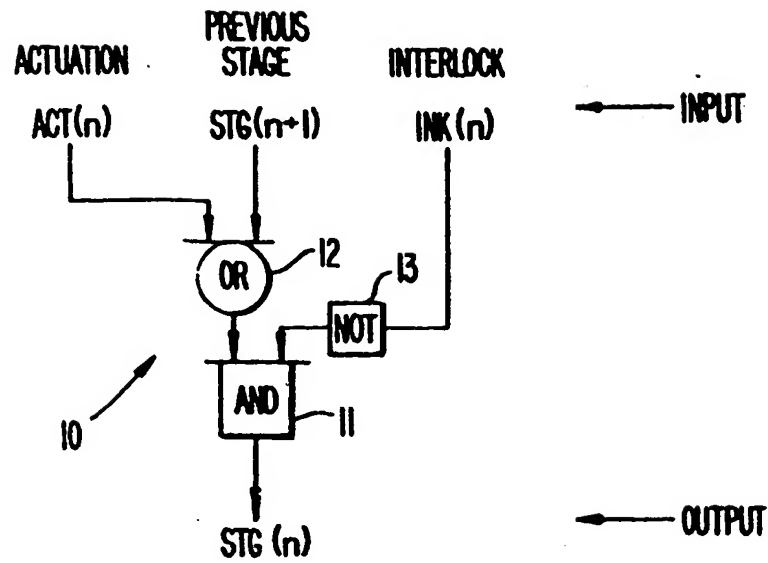 ACTUATION
PREVIOUS
STAGE
INTERLOCK
ACT(n)
STG(n+1)
INK(n)
INPUT
OR
12
13
NOT
AND
11
10
STG(n)
OUTPUT